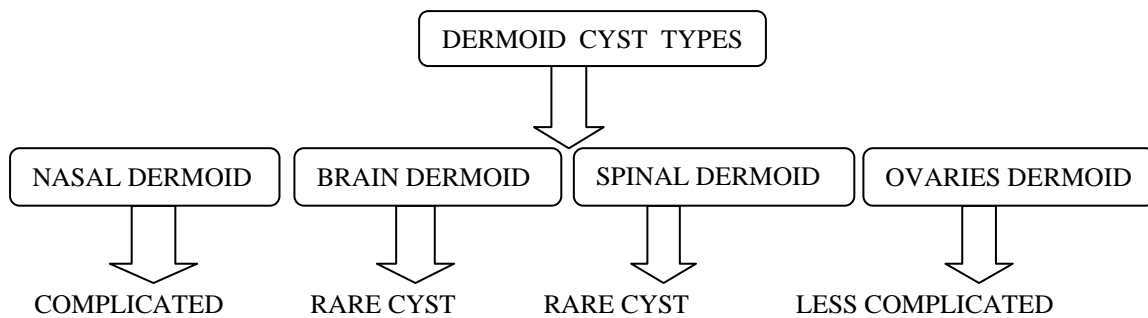 DERMOID CYST TYPES
NASAL DERMOID
BRAIN DERMOID
SPINAL DERMOID
OVARIES DERMOID
COMPLICATED
RARE CYST
RARE CYST
LESS COMPLICATED